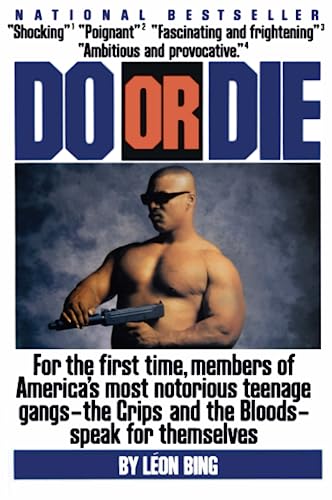 NATIONAL BESTSELLER
"Shocking"¹ "Poignant"² "Fascinating and frightening"³
"Ambitious and provocative."⁴
DO OR DIE
For the first time, members of
America's most notorious teenage
gangs—the Crips and the Bloods—
speak for themselves
BY LÉON BING